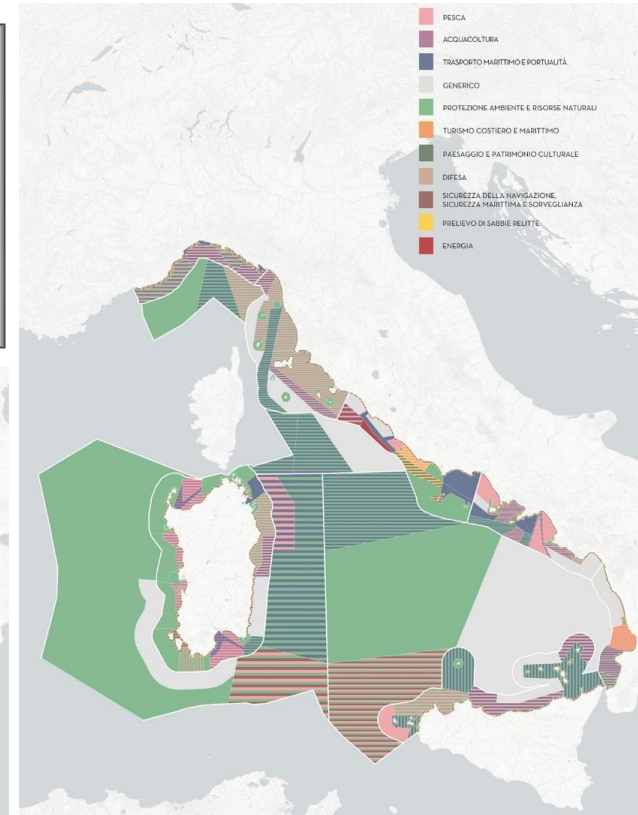 PESCA
ACQUACOLTURA
TRASPORTO MARITTIMO E PORTUALITÀ
GENERICO
PROTEZIONE AMBIENTE E RISORSE NATURALI
TURISMO COSTIERO E MARITTIMO
PAESAGGIO E PATRIMONIO CULTURALE
DIFESA
SICUREZZA DELLA NAVIGAZIONE,
SICUREZZA MARITTIMA E SORVEGLIANZA
PRELIEVO DI SABBIE RELITTE
ENERGIA